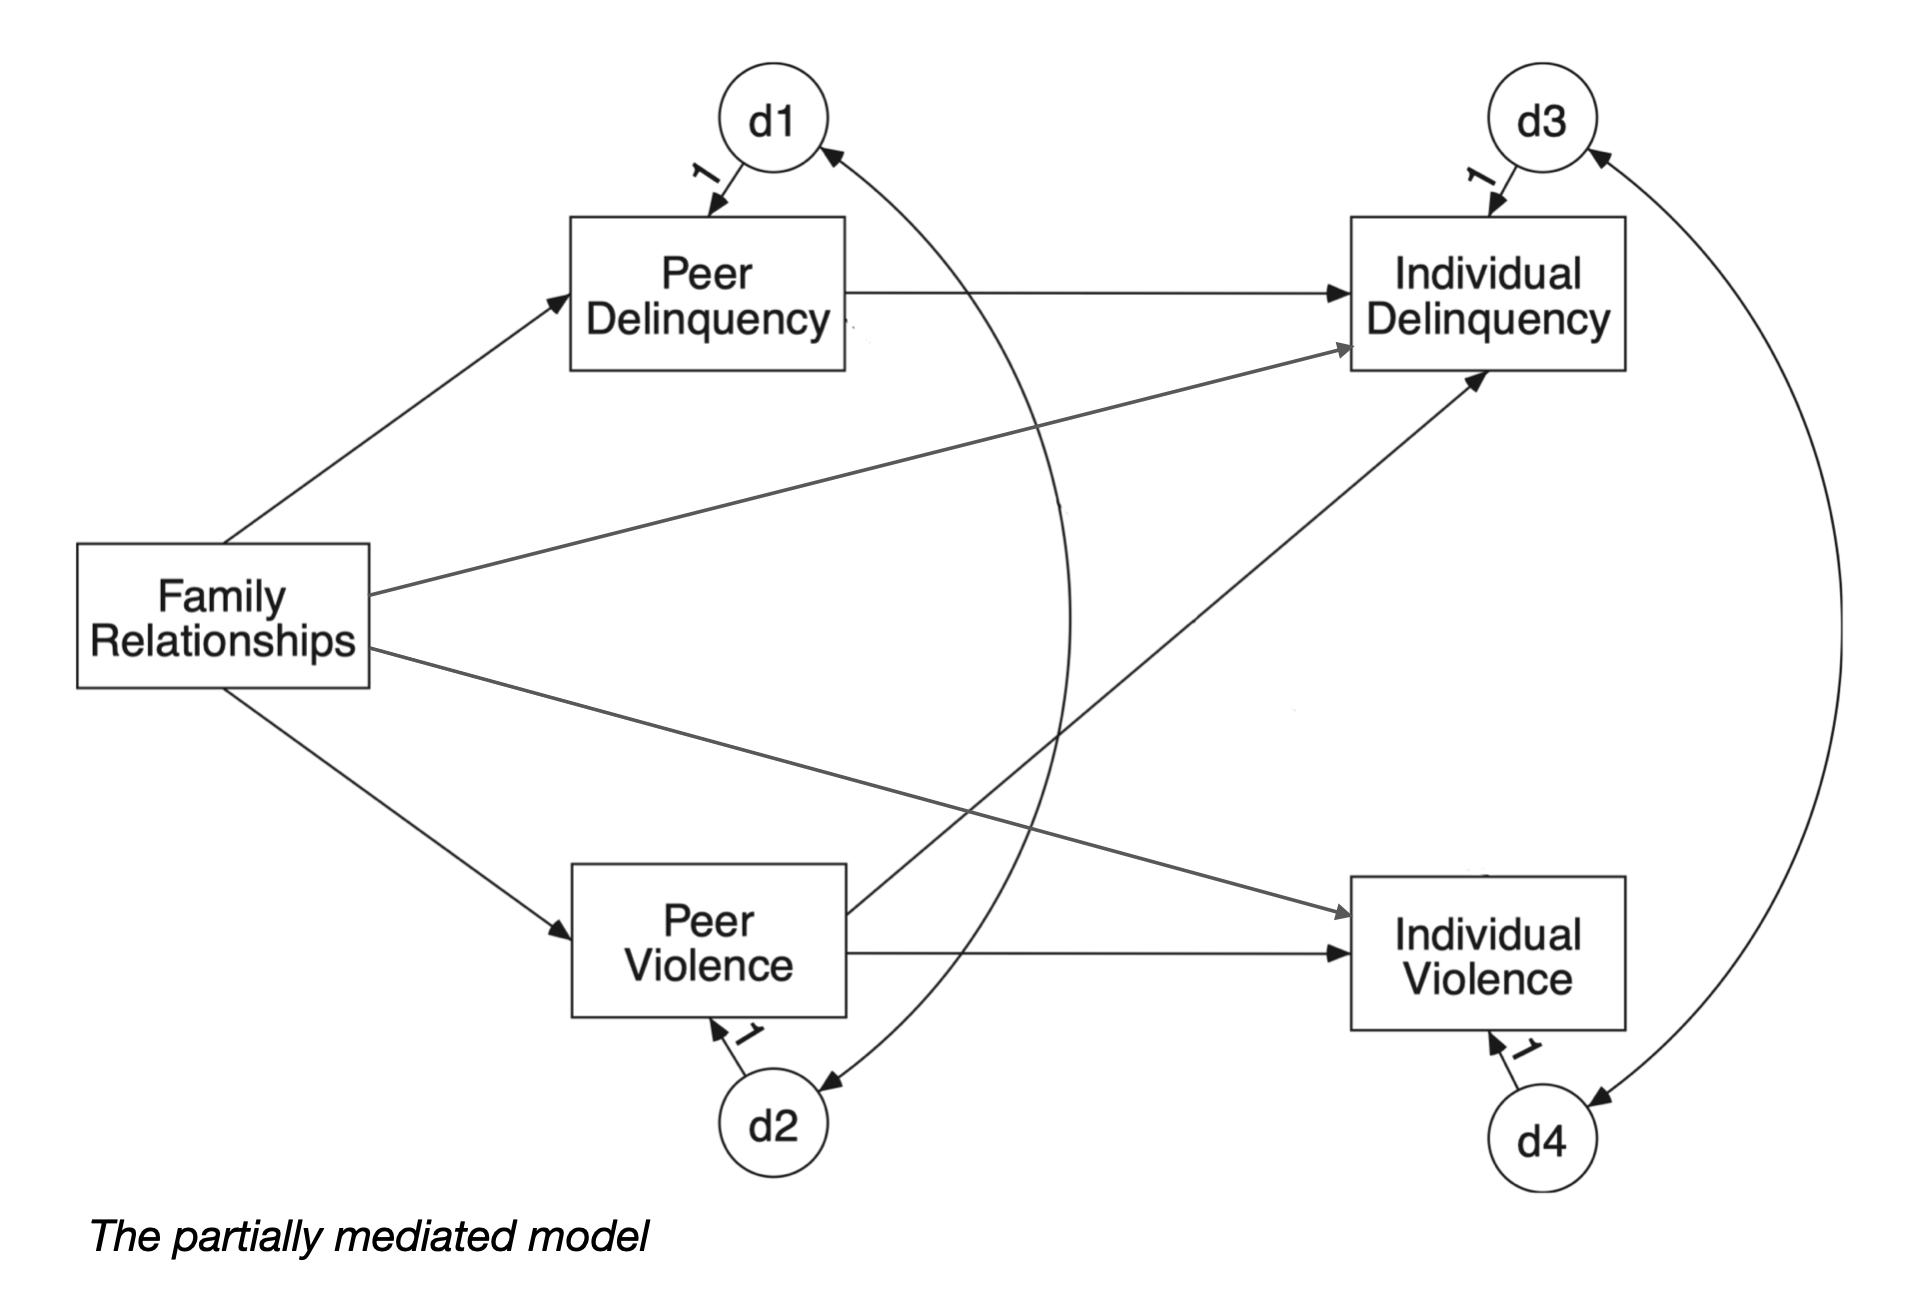 d1
d3
1
1
Peer
Delinquency
Individual
Delinquency
Family
Relationships
Peer
Violence
Individual
Violence
1
1
d2
d4
The partially mediated model